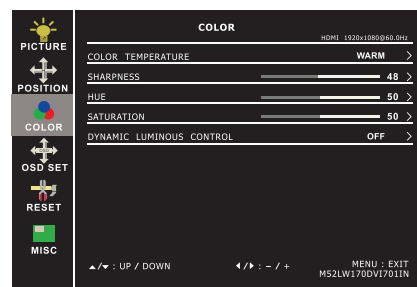 COLOR
HDMI 1920x1080@60.0Hz
PICTURE
POSITION
COLOR
OSD
OSD SET
RESET
MISC
COLOR TEMPERATURE WARM >
SHARPNESS 48 >
HUE 50 >
SATURATION 50 >
DYNAMIC LUMINOUS CONTROL OFF >
▲/▼ : UP / DOWN ◀/▶ : – / + MENU : EXIT
M52LW170DVI701IN